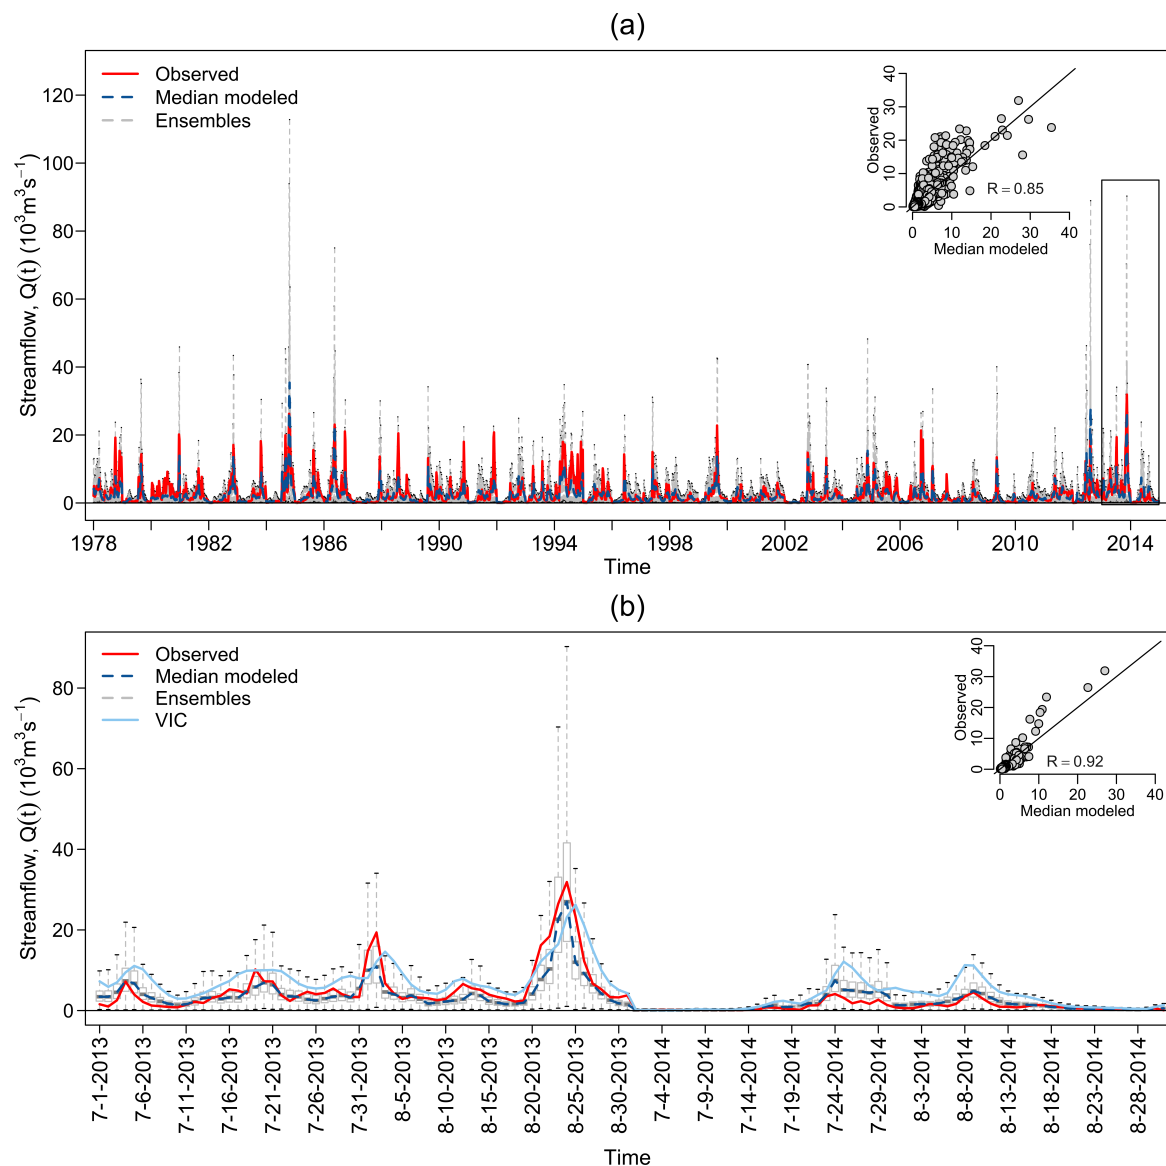 (a)
Streamflow, Q(t) (10³m³s⁻¹)
120
100
80
60
40
20
0
Observed
Median modeled
Ensembles
Observed
40
30
20
10
0
R = 0.85
0 10 20 30 40
Median modeled
1978 1982 1986 1990 1994 1998 2002 2006 2010 2014
Time
(b)
Streamflow, Q(t) (10³m³s⁻¹)
80
60
40
20
0
Observed
Median modeled
Ensembles
VIC
Observed
40
30
20
10
0
R = 0.92
0 10 20 30 40
Median modeled
7-1-2013
7-6-2013
7-11-2013
7-16-2013
7-21-2013
7-26-2013
7-31-2013
8-5-2013
8-10-2013
8-15-2013
8-20-2013
8-25-2013
8-30-2013
7-4-2014
7-9-2014
7-14-2014
7-19-2014
7-24-2014
7-29-2014
8-3-2014
8-8-2014
8-13-2014
8-18-2014
8-23-2014
8-28-2014
Time